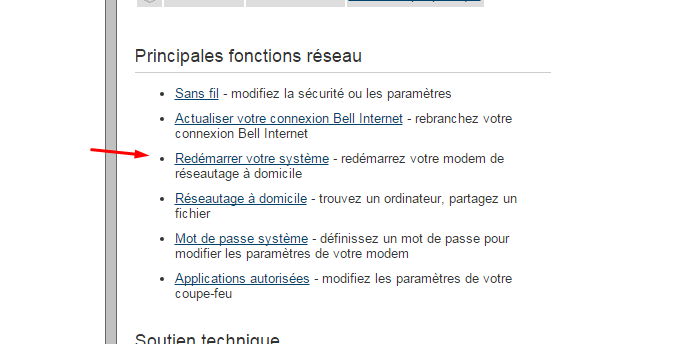 Principales fonctions réseau
Sans fil - modifiez la sécurité ou les paramètres
Actualiser votre connexion Bell Internet - rebranchez votre
connexion Bell Internet
Redémarrer votre système - redémarrez votre modem de
réseautage à domicile
Réseautage à domicile - trouvez un ordinateur, partagez un
fichier
Mot de passe système - définissez un mot de passe pour
modifier les paramètres de votre modem
Applications autorisées - modifiez les paramètres de votre
coupe-feu
Soutien technique